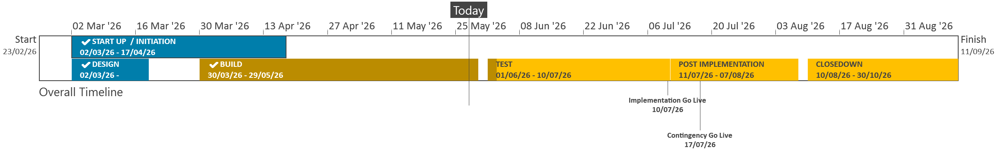 Today
02 Mar '26 16 Mar '26 30 Mar '26 13 Apr '26 27 Apr '26 11 May '26 25 May '26 08 Jun '26 22 Jun '26 06 Jul '26 20 Jul '26 03 Aug '26 17 Aug '26 31 Aug '26
Start
23/02/26
START UP / INITIATION
02/03/26 - 17/04/26
Finish
11/09/26
DESIGN
02/03/26 -
BUILD
30/03/26 - 29/05/26
TEST
01/06/26 - 10/07/26
POST IMPLEMENTATION
11/07/26 - 07/08/26
CLOSEDOWN
10/08/26 - 30/10/26
Overall Timeline
Implementation Go Live
10/07/26
Contingency Go Live
17/07/26